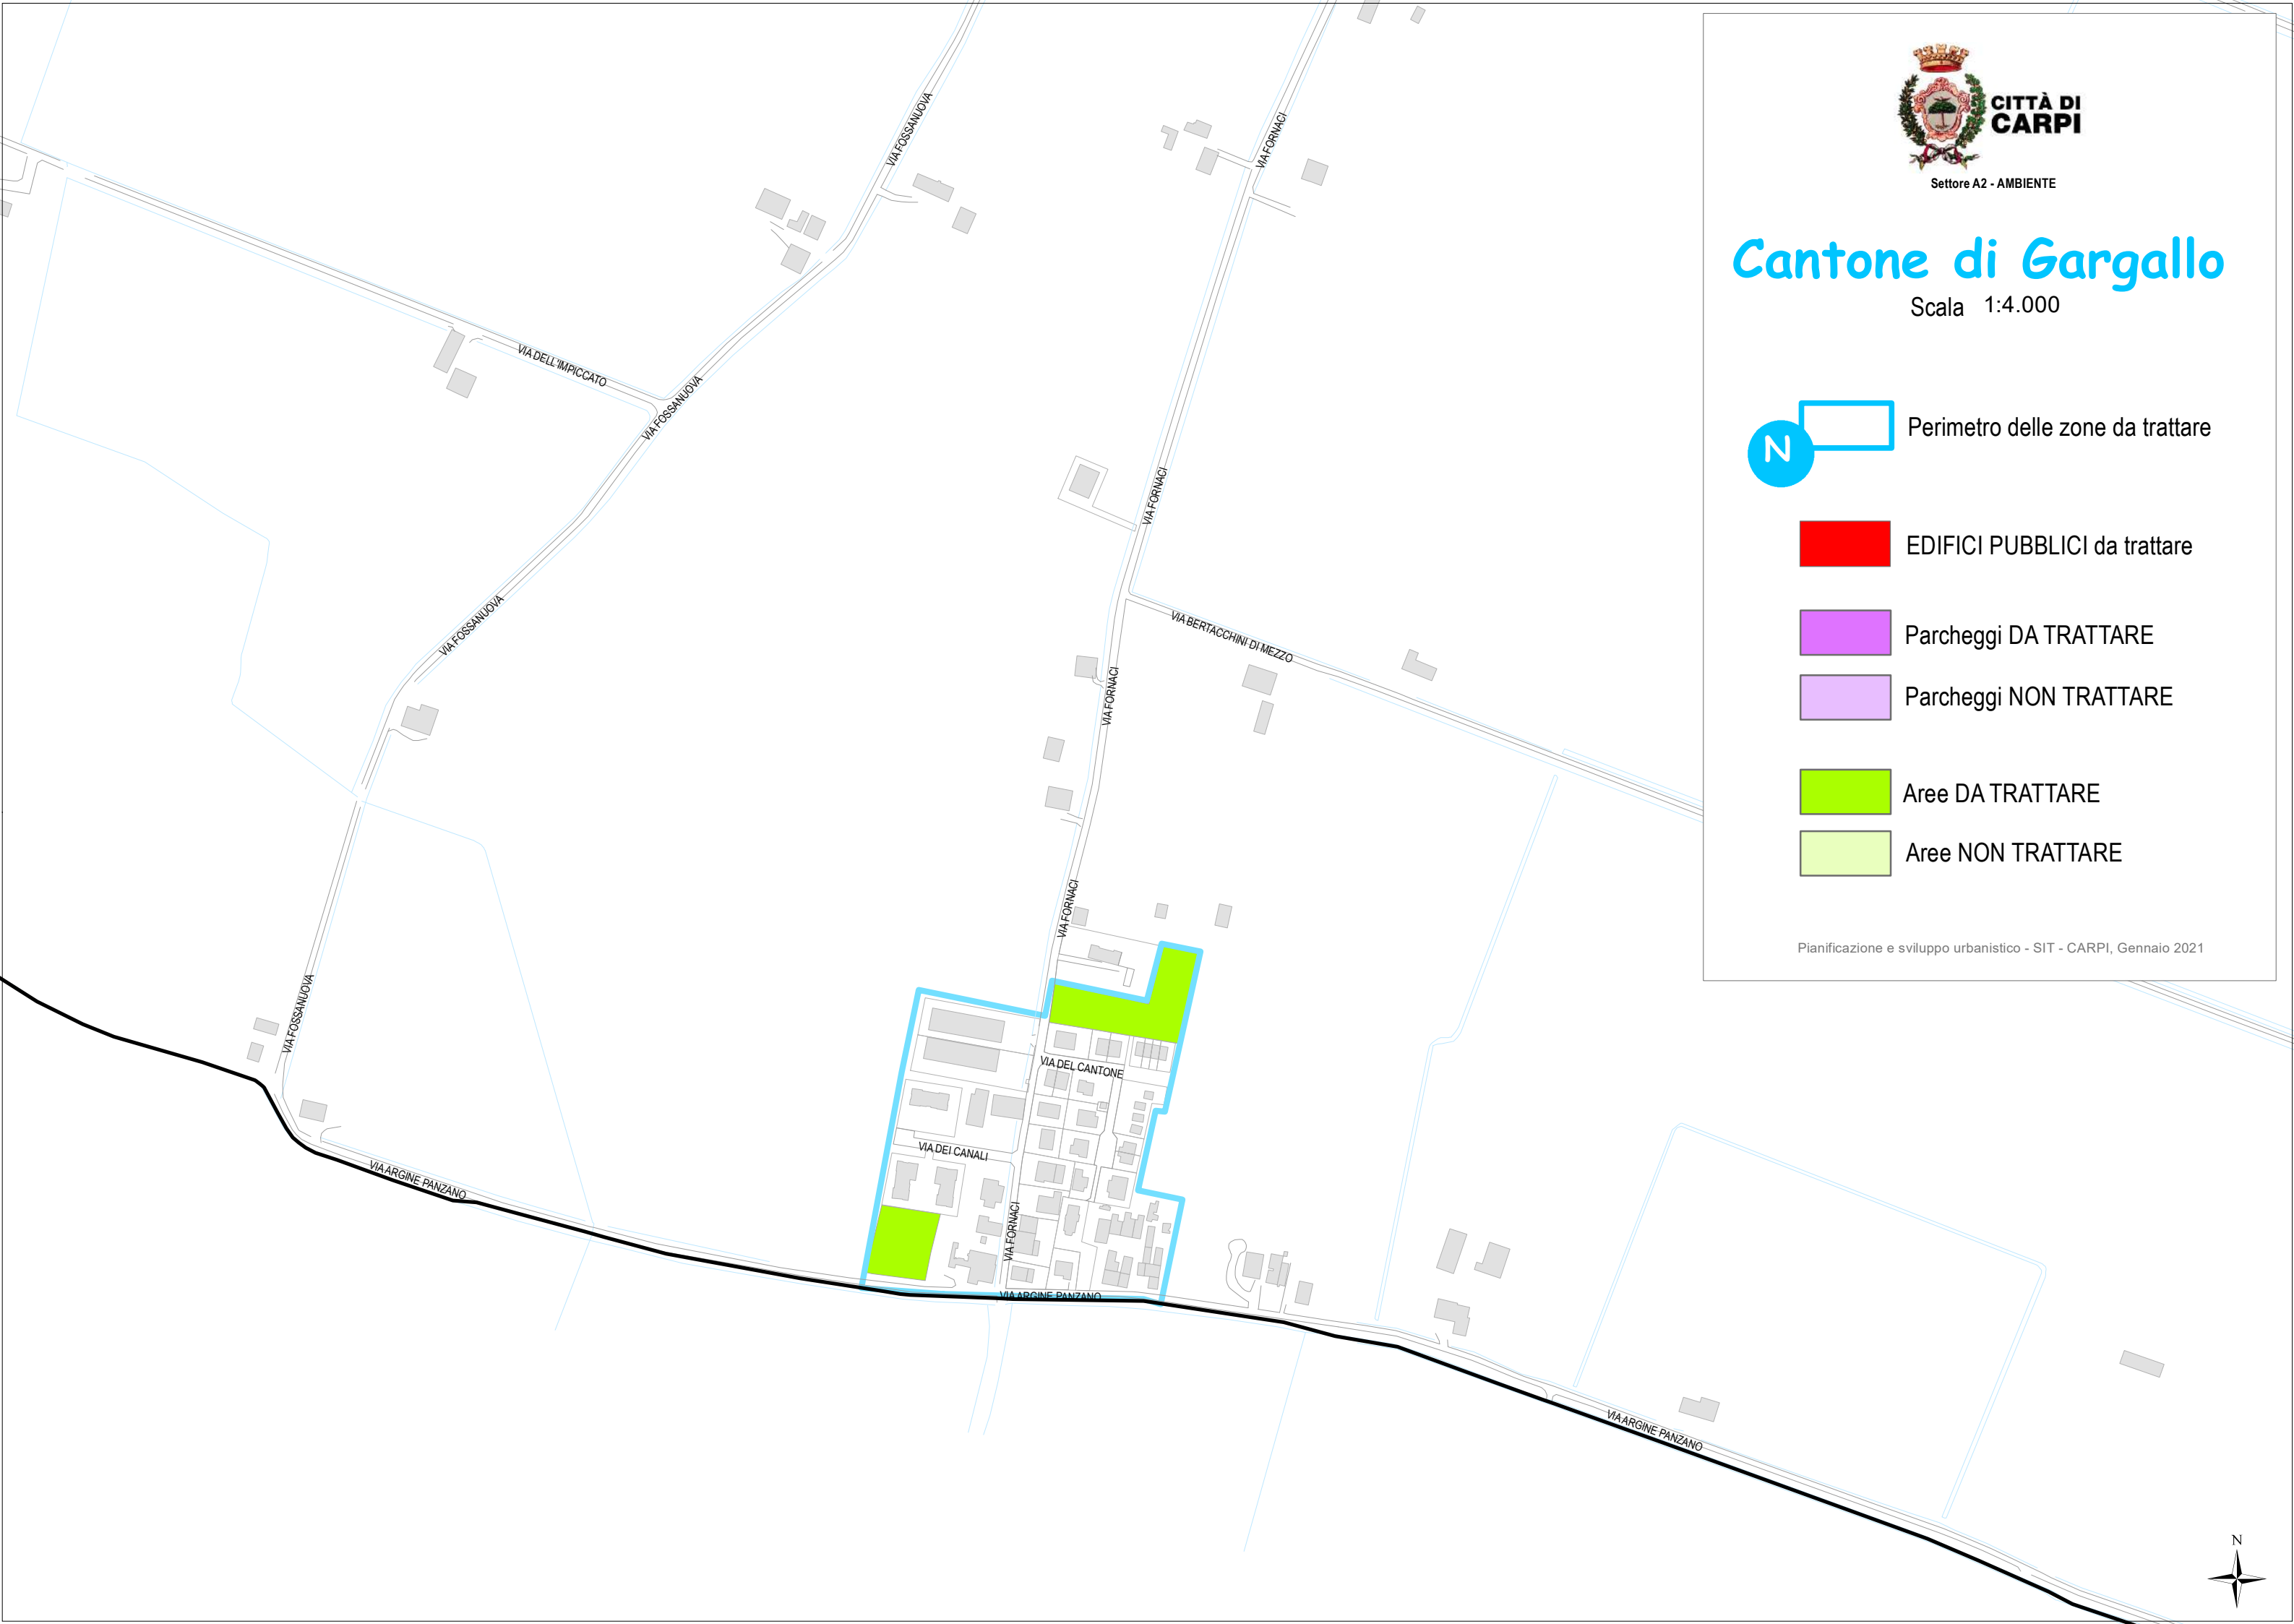 CITTÀ DI
CARPI
Settore A2 - AMBIENTE
Cantone di Gargallo
Scala 1:4.000
N
Perimetro delle zone da trattare
EDIFICI PUBBLICI da trattare
Parcheggi DA TRATTARE
Parcheggi NON TRATTARE
Aree DA TRATTARE
Aree NON TRATTARE
Pianificazione e sviluppo urbanistico - SIT - CARPI, Gennaio 2021
VIA FOSSANUOVA
VIA FORNACI
VIA DELL'IMPICCATO
VIA FOSSANUOVA
VIA FORNACI
VIA FOSSANUOVA
VIA BERTACCHINI DI MEZZO
VIA FORNACI
VIA FORNACI
VIA FOSSANUOVA
VIA DEL CANTONE
VIA DEI CANALI
VIA ARGINE PANZANO
VIA FORNACI
VIA ARGINE PANZANO
VIA ARGINE PANZANO
N